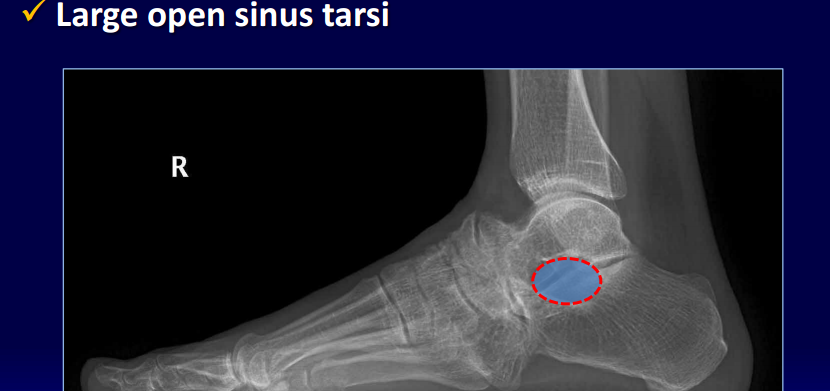 ✓ Large open sinus tarsi
R